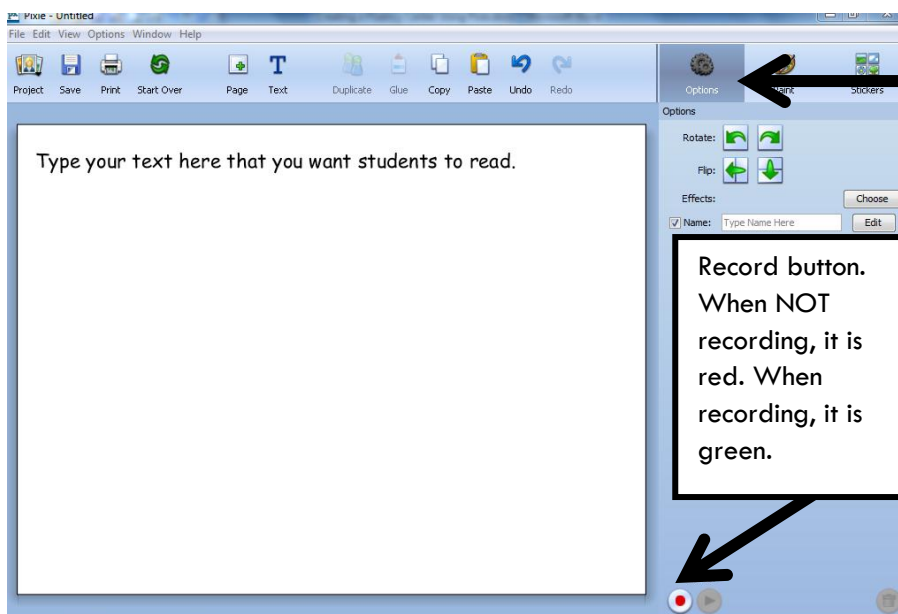 Pixie - Untitled
File Edit View Options Window Help
Project Save Print Start Over Page Text Duplicate Glue Copy Paste Undo Redo Options Paint Stickers
Options
Type your text here that you want students to read.
Rotate:
Flip:
Effects: Choose
Name: Type Name Here Edit
Record button.
When NOT
recording, it is
red. When
recording, it is
green.